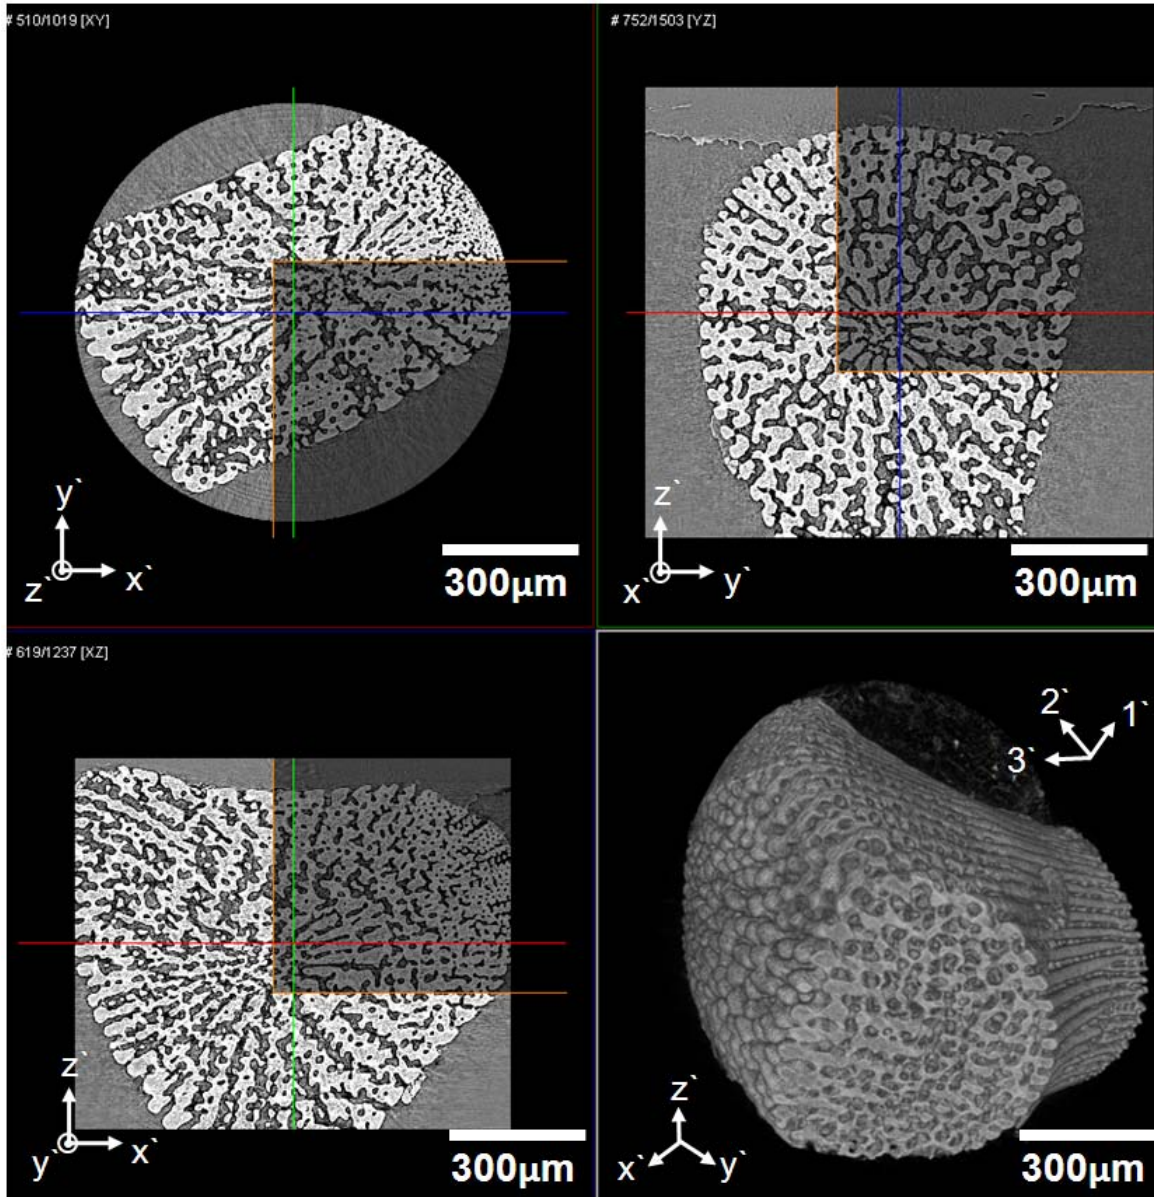 # 510/1019 [XY]
y`
z` x`
300µm
# 752/1503 [YZ]
z`
x` y`
300µm
# 619/1237 [XZ]
z`
y` x`
300µm
2` 1`
3`
z`
x` y`
300µm